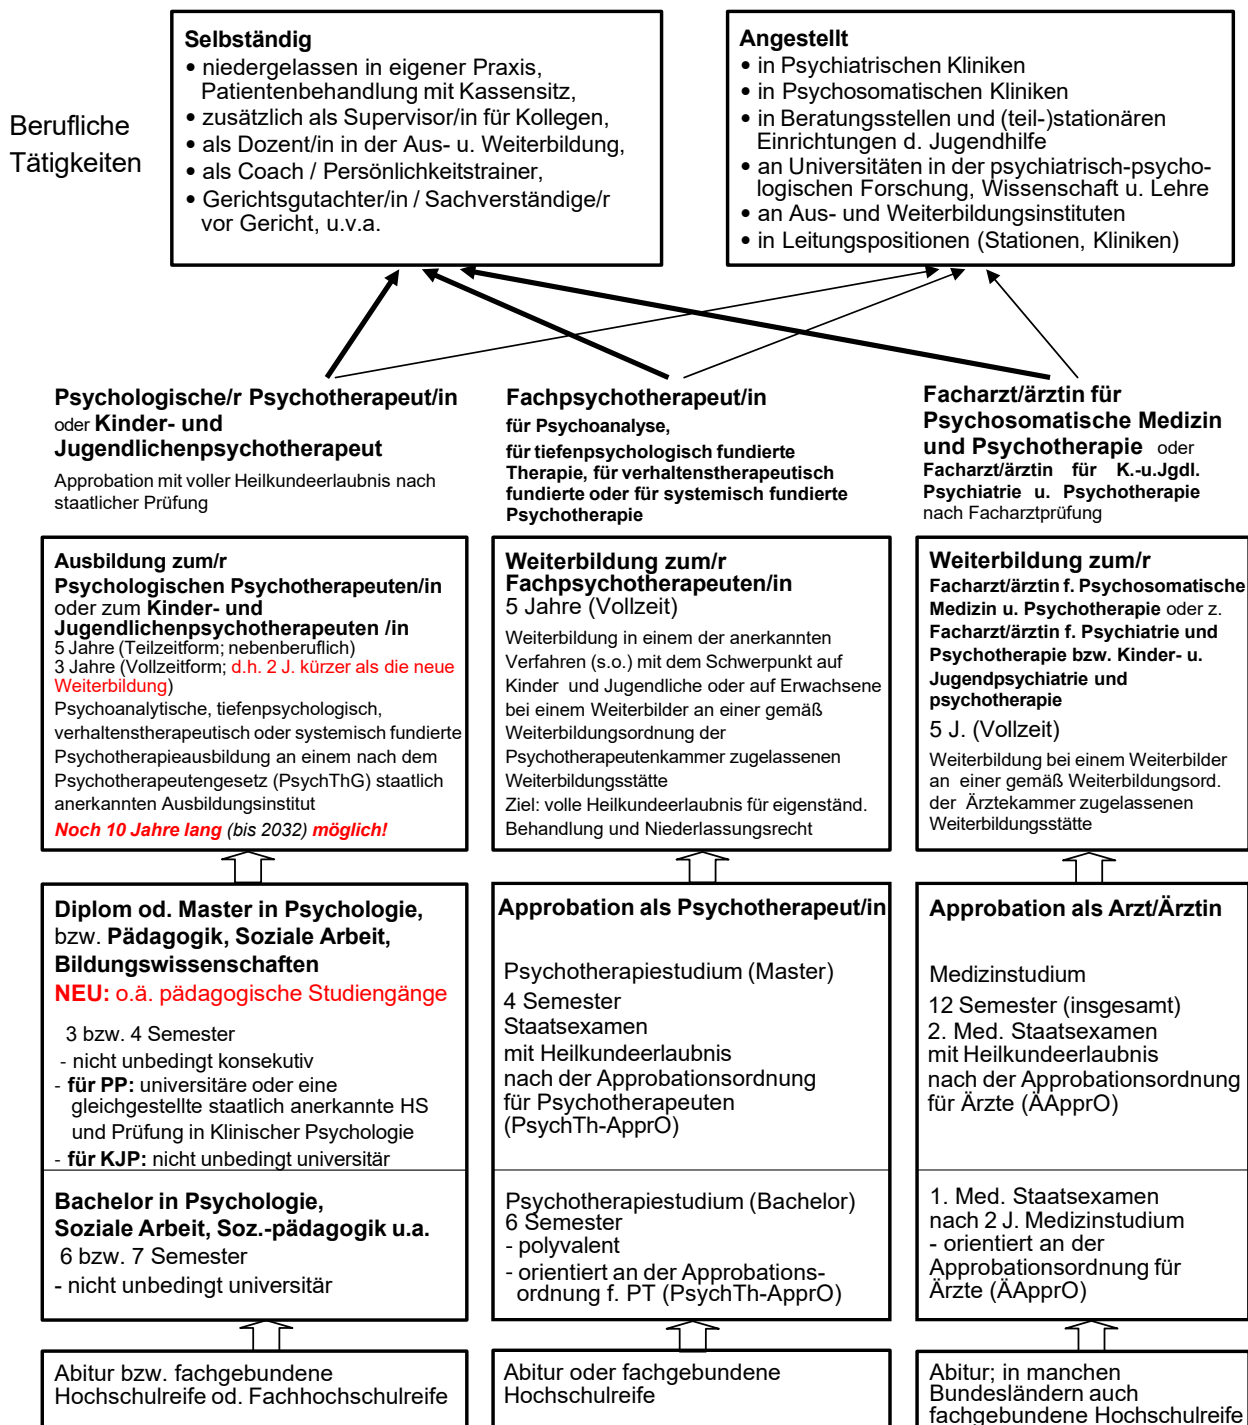 Berufliche
Tätigkeiten
Selbständig
• niedergelassen in eigener Praxis,
Patientenbehandlung mit Kassensitz,
• zusätzlich als Supervisor/in für Kollegen,
• als Dozent/in in der Aus- u. Weiterbildung,
• als Coach / Persönlichkeitstrainer,
• Gerichtsgutachter/in / Sachverständige/r
vor Gericht, u.v.a.
Angestellt
• in Psychiatrischen Kliniken
• in Psychosomatischen Kliniken
• in Beratungsstellen und (teil-)stationären
Einrichtungen d. Jugendhilfe
• an Universitäten in der psychiatrisch-psycho-
logischen Forschung, Wissenschaft u. Lehre
• an Aus- und Weiterbildungsinstituten
• in Leitungspositionen (Stationen, Kliniken)
Psychologische/r Psychotherapeut/in
oder Kinder- und
Jugendlichenpsychotherapeut
Approbation mit voller Heilkundeerlaubnis nach
staatlicher Prüfung
Fachpsychotherapeut/in
für Psychoanalyse,
für tiefenpsychologisch fundierte
Therapie, für verhaltenstherapeutisch
fundierte oder für systemisch fundierte
Psychotherapie
Facharzt/ärztin für
Psychosomatische Medizin
und Psychotherapie oder
Facharzt/ärztin für K.-u.Jgdl.
Psychiatrie u. Psychotherapie
nach Facharztprüfung
Ausbildung zum/r
Psychologischen Psychotherapeuten/in
oder zum Kinder- und
Jugendlichenpsychotherapeuten /in
5 Jahre (Teilzeitform; nebenberuflich)
3 Jahre (Vollzeitform; d.h. 2 J. kürzer als die neue
Weiterbildung)
Psychoanalytische, tiefenpsychologisch,
verhaltenstherapeutisch oder systemisch fundierte
Psychotherapieausbildung an einem nach dem
Psychotherapeutengesetz (PsychThG) staatlich
anerkannten Ausbildungsinstitut
Noch 10 Jahre lang (bis 2032) möglich!
Weiterbildung zum/r
Fachpsychotherapeuten/in
5 Jahre (Vollzeit)
Weiterbildung in einem der anerkannten
Verfahren (s.o.) mit dem Schwerpunkt auf
Kinder und Jugendliche oder auf Erwachsene
bei einem Weiterbilder an einer gemäß
Weiterbildungsordnung der
Psychotherapeutenkammer zugelassenen
Weiterbildungsstätte
Ziel: volle Heilkundeerlaubnis für eigenständ.
Behandlung und Niederlassungsrecht
Weiterbildung zum/r
Facharzt/ärztin f. Psychosomatische
Medizin u. Psychotherapie oder z.
Facharzt/ärztin f. Psychiatrie und
Psychotherapie bzw. Kinder- u.
Jugendpsychiatrie und
psychotherapie
5 J. (Vollzeit)
Weiterbildung bei einem Weiterbilder
an einer gemäß Weiterbildungsord.
der Ärztekammer zugelassenen
Weiterbildungsstätte
Diplom od. Master in Psychologie,
bzw. Pädagogik, Soziale Arbeit,
Bildungswissenschaften
NEU: o.ä. pädagogische Studiengänge
3 bzw. 4 Semester
- nicht unbedingt konsekutiv
- für PP: universitäre oder eine
gleichgestellte staatlich anerkannte HS
und Prüfung in Klinischer Psychologie
- für KJP: nicht unbedingt universitär
Bachelor in Psychologie,
Soziale Arbeit, Soz.-pädagogik u.a.
6 bzw. 7 Semester
- nicht unbedingt universitär
Approbation als Psychotherapeut/in
Psychotherapiestudium (Master)
4 Semester
Staatsexamen
mit Heilkundeerlaubnis
nach der Approbationsordnung
für Psychotherapeuten
(PsychTh-ApprO)
Psychotherapiestudium (Bachelor)
6 Semester
- polyvalent
- orientiert an der Approbations-
ordnung f. PT (PsychTh-ApprO)
Approbation als Arzt/Ärztin
Medizinstudium
12 Semester (insgesamt)
2. Med. Staatsexamen
mit Heilkundeerlaubnis
nach der Approbationsordnung
für Ärzte (ÄApprO)
1. Med. Staatsexamen
nach 2 J. Medizinstudium
- orientiert an der
Approbationsordnung für
Ärzte (ÄApprO)
Abitur bzw. fachgebundene
Hochschulreife od. Fachhochschulreife
Abitur oder fachgebundene
Hochschulreife
Abitur; in manchen
Bundesländern auch
fachgebundene Hochschulreife